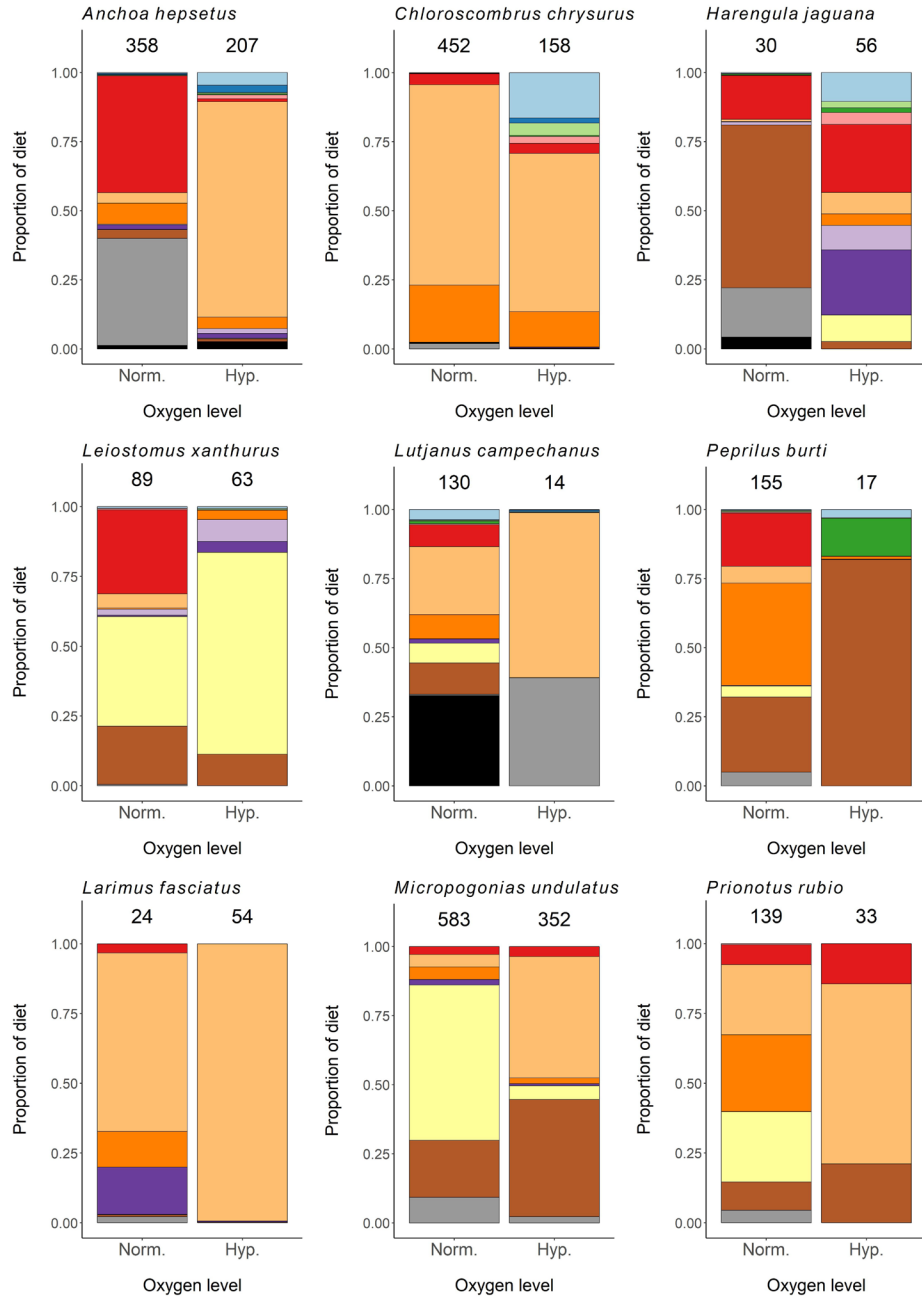 Anchoa hepsetus
358 207
1.00
0.75
0.50
0.25
0.00
Proportion of diet
Norm. Hyp.
Oxygen level
Chloroscombrus chrysurus
452 158
1.00
0.75
0.50
0.25
0.00
Proportion of diet
Norm. Hyp.
Oxygen level
Harengula jaguana
30 56
1.00
0.75
0.50
0.25
0.00
Proportion of diet
Norm. Hyp.
Oxygen level
Leiostomus xanthurus
89 63
1.00
0.75
0.50
0.25
0.00
Proportion of diet
Norm. Hyp.
Oxygen level
Lutjanus campechanus
130 14
1.00
0.75
0.50
0.25
0.00
Proportion of diet
Norm. Hyp.
Oxygen level
Peprilus burti
155 17
1.00
0.75
0.50
0.25
0.00
Proportion of diet
Norm. Hyp.
Oxygen level
Larimus fasciatus
24 54
1.00
0.75
0.50
0.25
0.00
Proportion of diet
Norm. Hyp.
Oxygen level
Micropogonias undulatus
583 352
1.00
0.75
0.50
0.25
0.00
Proportion of diet
Norm. Hyp.
Oxygen level
Prionotus rubio
139 33
1.00
0.75
0.50
0.25
0.00
Proportion of diet
Norm. Hyp.
Oxygen level